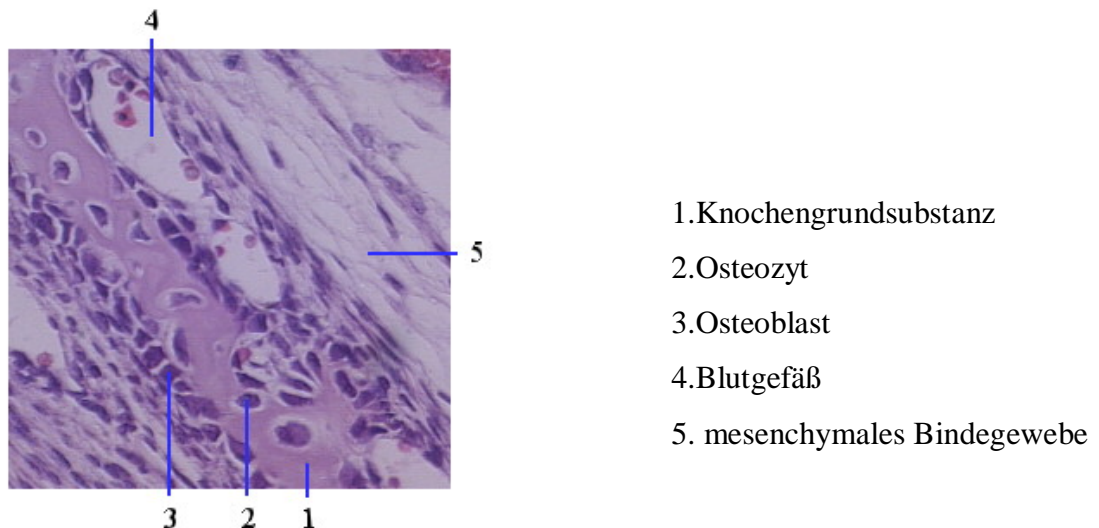 4
5
3
2
1
1.Knochengrundsubstanz
2.Osteozyt
3.Osteoblast
4.Blutgefäß
5. mesenchymales Bindegewebe